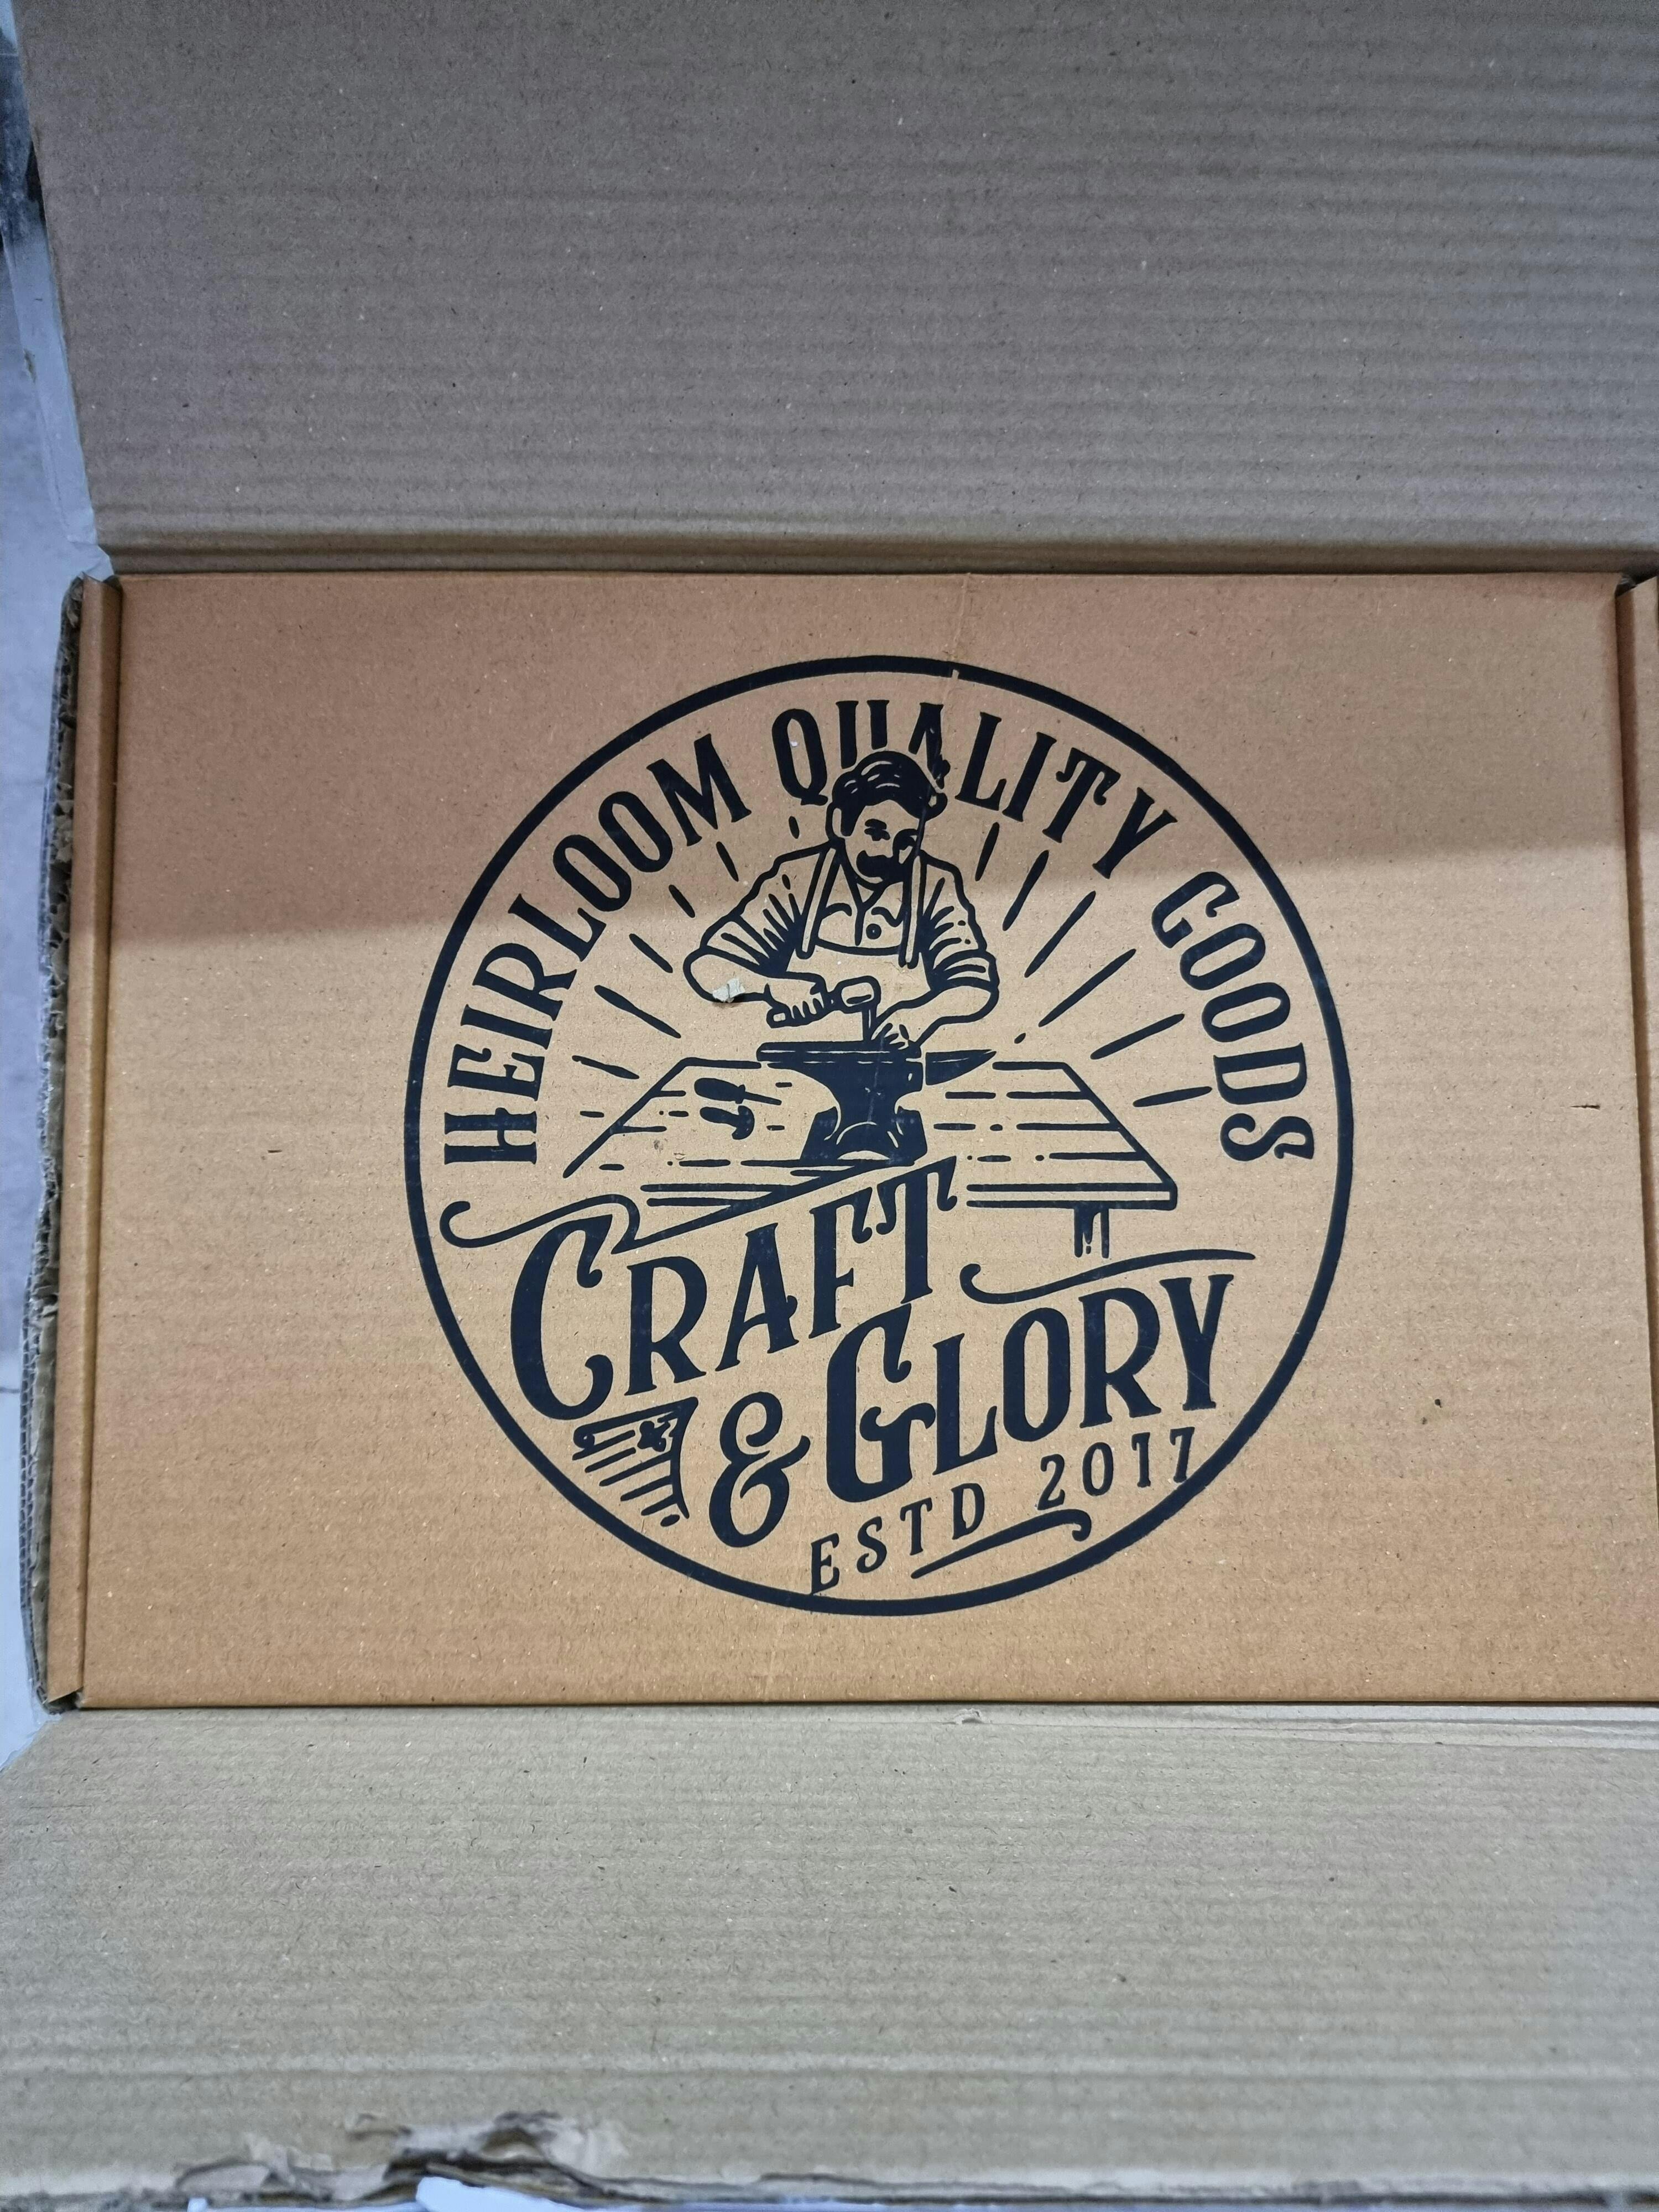 HEIRLOOM QUALITY GOODS
CRAFT
& GLORY
ESTD 2017